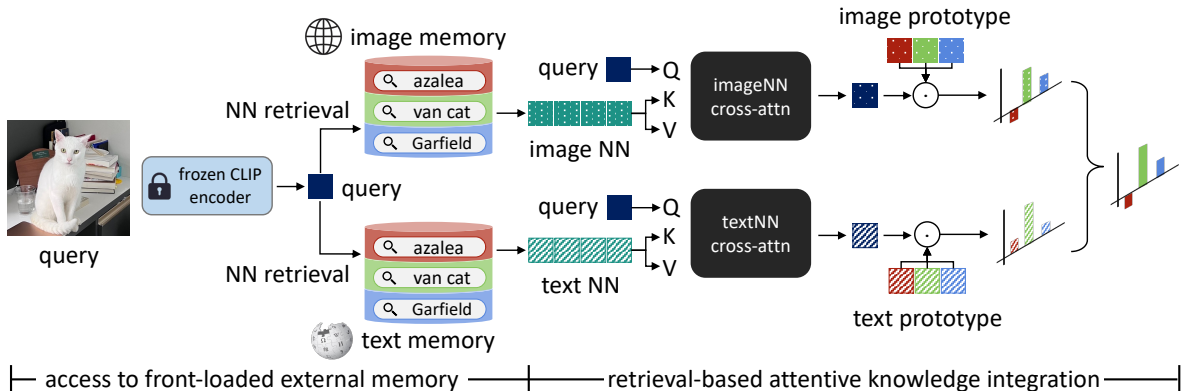 image memory
azalea
van cat
Garfield
NN retrieval
query
frozen CLIP
encoder
query
NN retrieval
azalea
van cat
Garfield
text memory
query
Q
K
V
image NN
imageNN
cross-attn
image prototype
query
Q
K
V
text NN
textNN
cross-attn
text prototype
access to front-loaded external memory
retrieval-based attentive knowledge integration